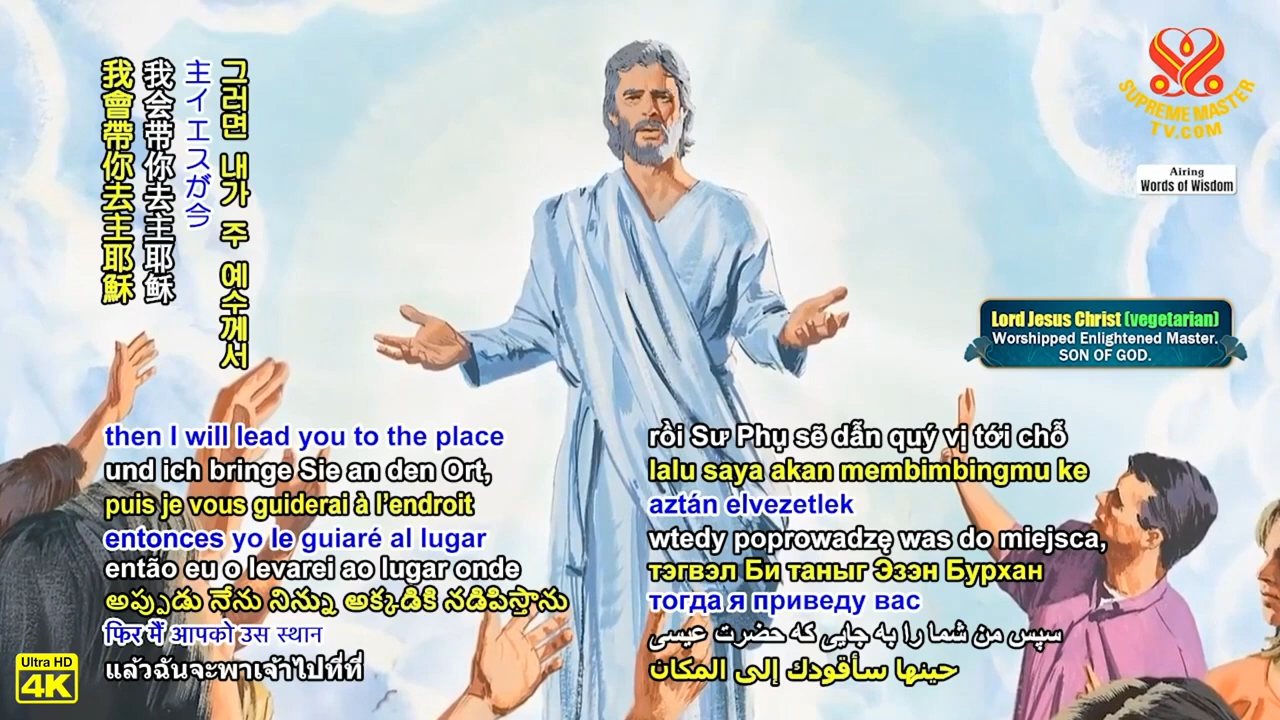 我會帶你去主耶穌
我会带你去主耶稣
主イエスが今
그러면 내가 주 예수께서
SUPREME MASTER
TV.COM
Airing
Words of Wisdom
Lord Jesus Christ (vegetarian)
Worshipped Enlightened Master.
SON OF GOD.
then I will lead you to the place
und ich bringe Sie an den Ort,
puis je vous guiderai à l'endroit
entonces yo le guiaré al lugar
então eu o levarei ao lugar onde
అప్పుడు నేను నిన్ను అక్కడికి నడిపిస్తాను
फिर मैं आपको उस स्थान
แล้วฉันจะพาเจ้าไปที่ที่
rồi Sư Phụ sẽ dẫn quý vị tới chỗ
lalu saya akan membimbingmu ke
aztán elvezetlek
wtedy poprowadzę was do miejsca,
тэгвэл Би таныг Эзэн Бурхан
тогда я приведу вас
سپس من شما را به جایی که حضرت عیسی
حينها سأقودك إلى المكان
Ultra HD
4K